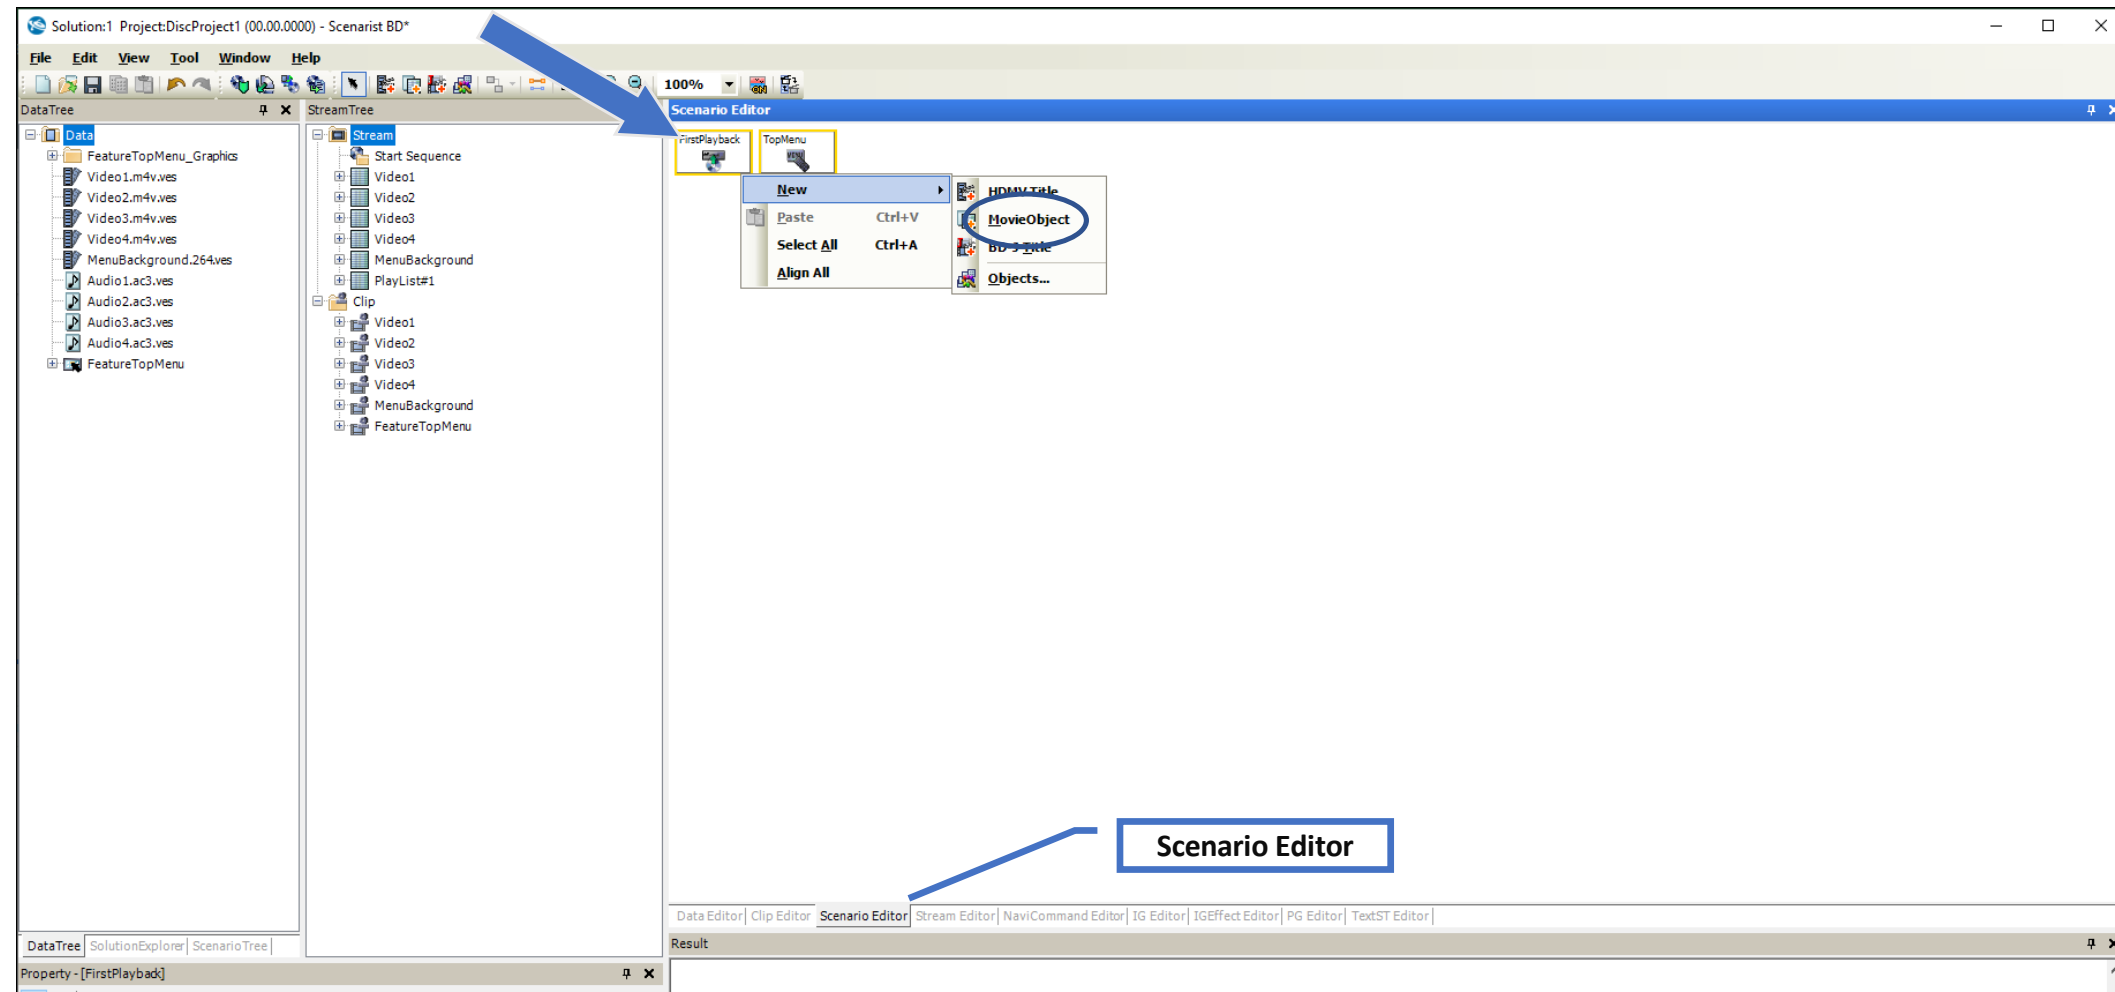 Solution:1 Project:DiscProject1 (00.00.0000) - Scenarist BD*
File Edit View Tool Window Help
100%
DataTree
Data
FeatureTopMenu_Graphics
Video1.m4v.ves
Video2.m4v.ves
Video3.m4v.ves
Video4.m4v.ves
MenuBackground.264.ves
Audio1.ac3.ves
Audio2.ac3.ves
Audio3.ac3.ves
Audio4.ac3.ves
FeatureTopMenu
DataTree SolutionExplorer ScenarioTree
StreamTree
Stream
Start Sequence
Video1
Video2
Video3
Video4
MenuBackground
PlayList#1
Clip
Video1
Video2
Video3
Video4
MenuBackground
FeatureTopMenu
Scenario Editor
FirstPlayback TopMenu
MENU
New
Paste Ctrl+V
Select All Ctrl+A
Align All
HDMV Title
MovieObject
BD-J Title
Objects...
Scenario Editor
Data Editor Clip Editor Scenario Editor Stream Editor NaviCommand Editor IG Editor IGEffect Editor PG Editor TextST Editor
Result
Property - [FirstPlayback]